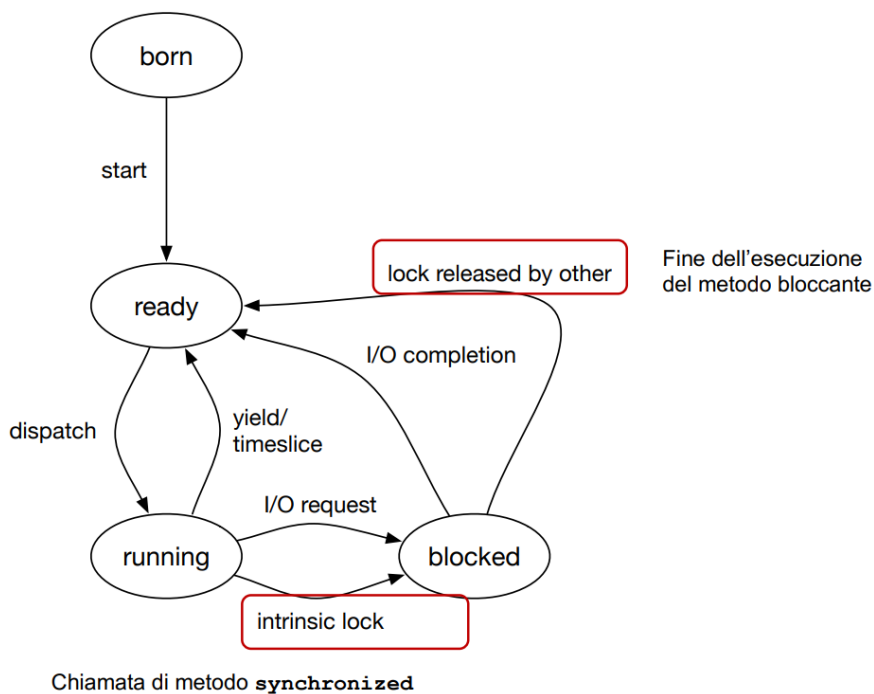 born
start
lock released by other
Fine dell'esecuzione
del metodo bloccante
ready
I/O completion
dispatch
yield/
timeslice
I/O request
running
blocked
intrinsic lock
Chiamata di metodo synchronized